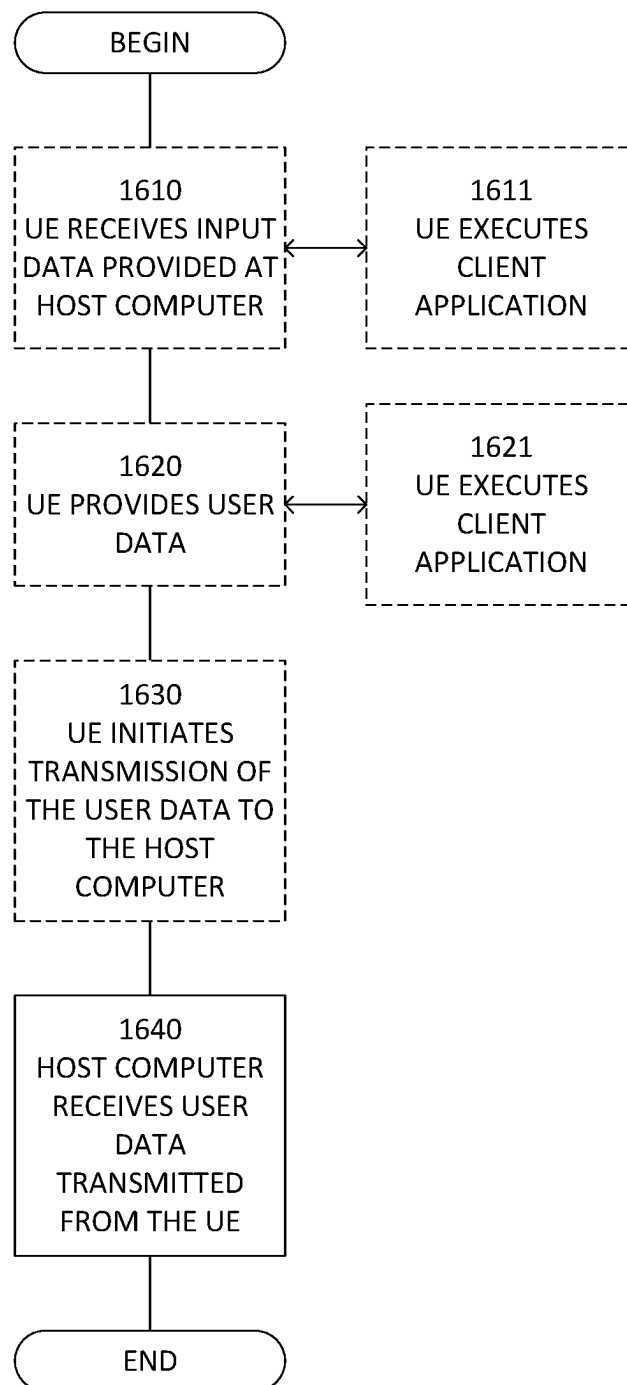 BEGIN
1610
UE RECEIVES INPUT
DATA PROVIDED AT
HOST COMPUTER
1611
UE EXECUTES
CLIENT
APPLICATION
1620
UE PROVIDES USER
DATA
1621
UE EXECUTES
CLIENT
APPLICATION
1630
UE INITIATES
TRANSMISSION OF
THE USER DATA TO
THE HOST
COMPUTER
1640
HOST COMPUTER
RECEIVES USER
DATA
TRANSMITTED
FROM THE UE
END